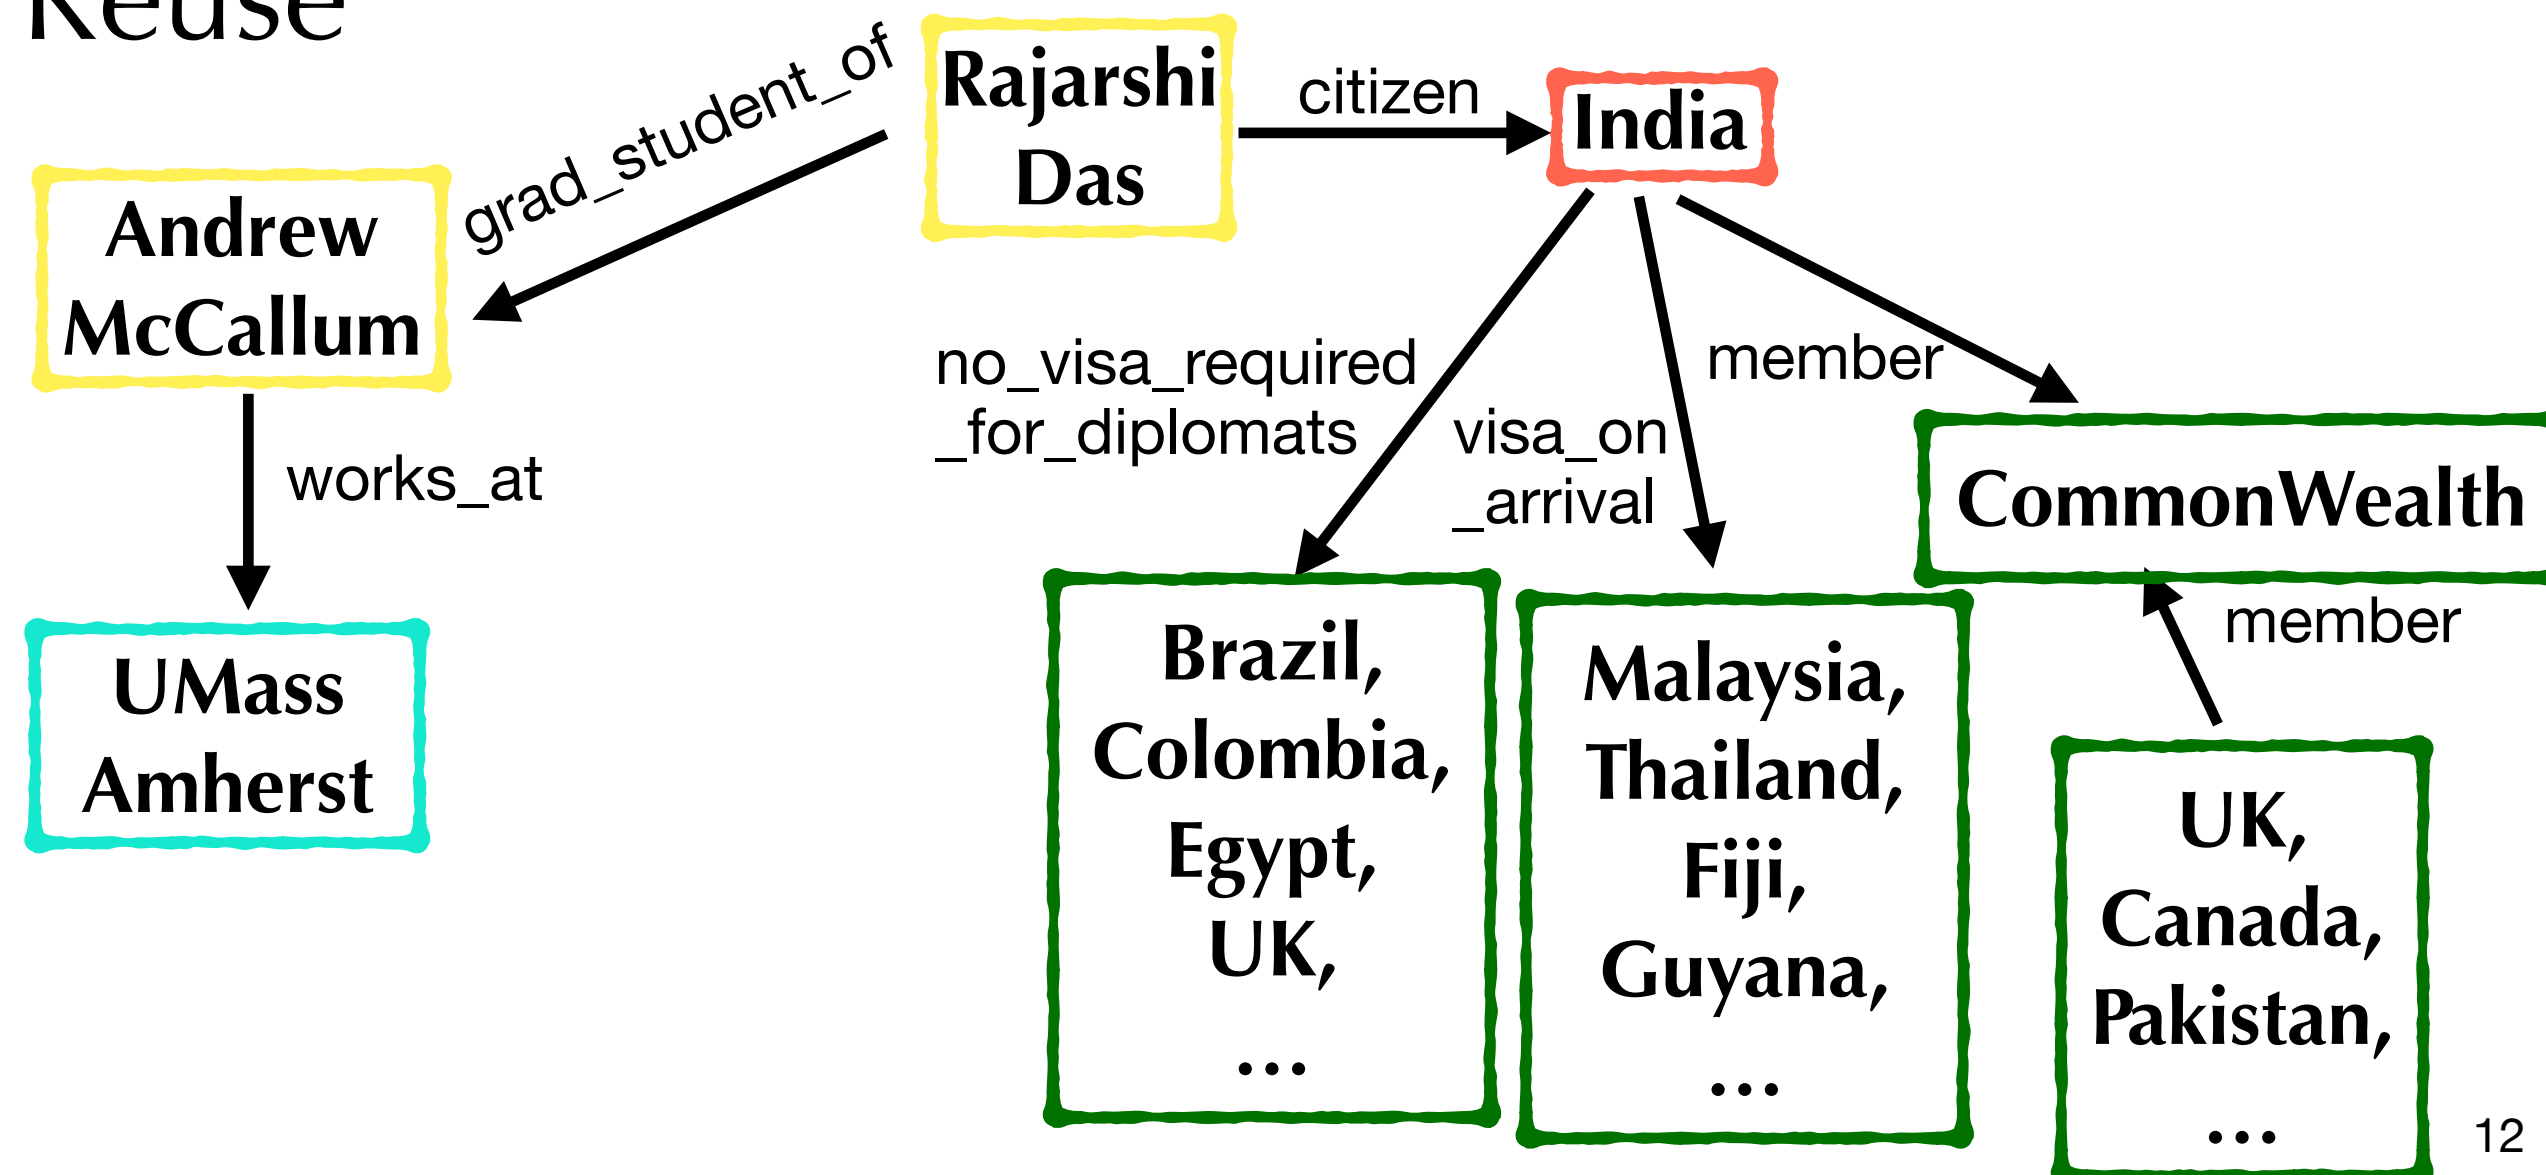 Reuse
grad_student_of
Rajarshi
Das
citizen
India
Andrew
McCallum
works_at
UMass
Amherst
no_visa_required
_for_diplomats
visa_on
_arrival
member
CommonWealth
member
Brazil,
Colombia,
Egypt,
UK,
...
Malaysia,
Thailand,
Fiji,
Guyana,
...
UK,
Canada,
Pakistan,
...
12